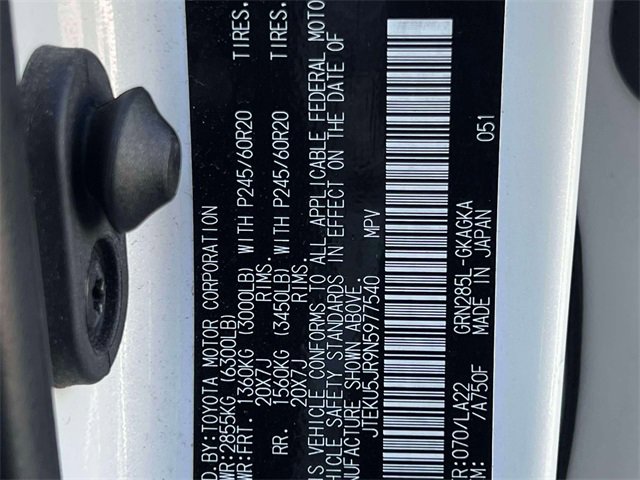 D.BY:TOYOTA MOTOR CORPORATION
WR:2855KG (6300LB)
WR:FRT. 1360KG (3000LB) WITH P245/60R20 TIRES,
20X7J RIMS.
RR. 1560KG (3450LB) WITH P245/60R20 TIRES.
20X7J RIMS.
IS VEHICLE CONFORMS TO ALL APPLICABLE FEDERAL MOTO
HICLE SAFETY STANDARDS IN EFFECT ON THE DATE OF
NUFACTURE SHOWN ABOVE.
JTEKU5JR9N5977540 MPV
051
R:070/LA22 GRN285L-GKAGKA
M: /A750F MADE IN JAPAN